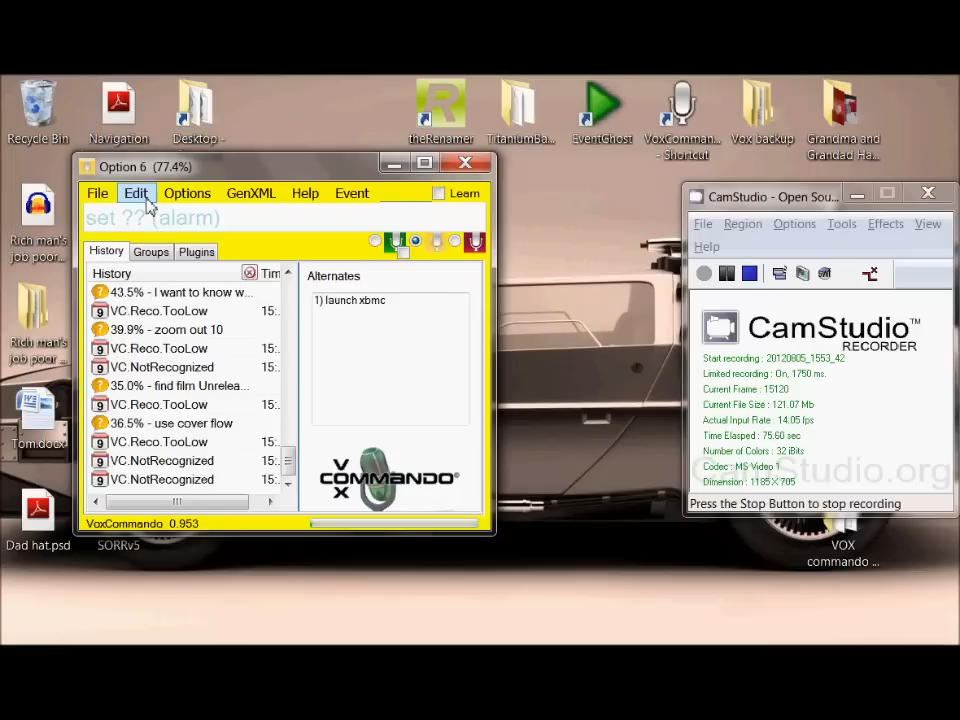 Recycle Bin
Navigation
Desktop -
theRenamer
TitaniumBa...
EventGhost
VoxComman...
- Shortcut
Vox backup
Grandma and
Grandad Ha...
Rich man's
job poor...
Rich man's
job poor ...
Tom.docx
Dad hat.psd
SORRv5
VOX
commando ...
Option 6 (77.4%)
File Edit Options GenXML Help Event Learn
set ?? (alarm)
History Groups Plugins
History Tim
43.5% - I want to know w...
VC.Reco.TooLow 15:.
39.9% - zoom out 10
VC.Reco.TooLow 15:.
VC.NotRecognized 15:.
35.0% - find film Unrelea...
VC.Reco.TooLow 15:.
36.5% - use cover flow
VC.Reco.TooLow 15:.
VC.NotRecognized 15:.
VC.NotRecognized 15:.
Alternates
1) launch xbmc
VOX COMMANDO
VoxCommando 0.953
CamStudio - Open Sou...
File Region Options Tools Effects View
Help
CamStudio™
RECORDER
Start recording : 20120805_1553_42
Limited recording : On, 1750 ms.
Current Frame : 15120
Current File Size : 121.07 Mb
Actual Input Rate : 14.05 fps
Time Elasped : 75.60 sec
Number of Colors : 32 iBits
Codec : MS Video 1
Dimension : 1185 X 705
CamStudio.org
Press the Stop Button to stop recording